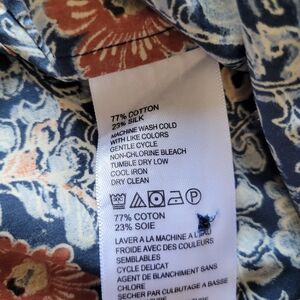 77% COTTON
23% SILK
MACHINE WASH COLD
WITH LIKE COLORS
GENTLE CYCLE
NON-CHLORINE BLEACH
TUMBLE DRY LOW
COOL IRON
DRY CLEAN
P
77% COTON
23% SOIE
LAVER A LA MACHINE A L'EAU
FROIDE AVEC DES COULEURS
SEMBLABLES
CYCLE DELICAT
AGENT DE BLANCHIMENT SANS
CHLORE
SECHER PAR CULBUTAGE A BASSE